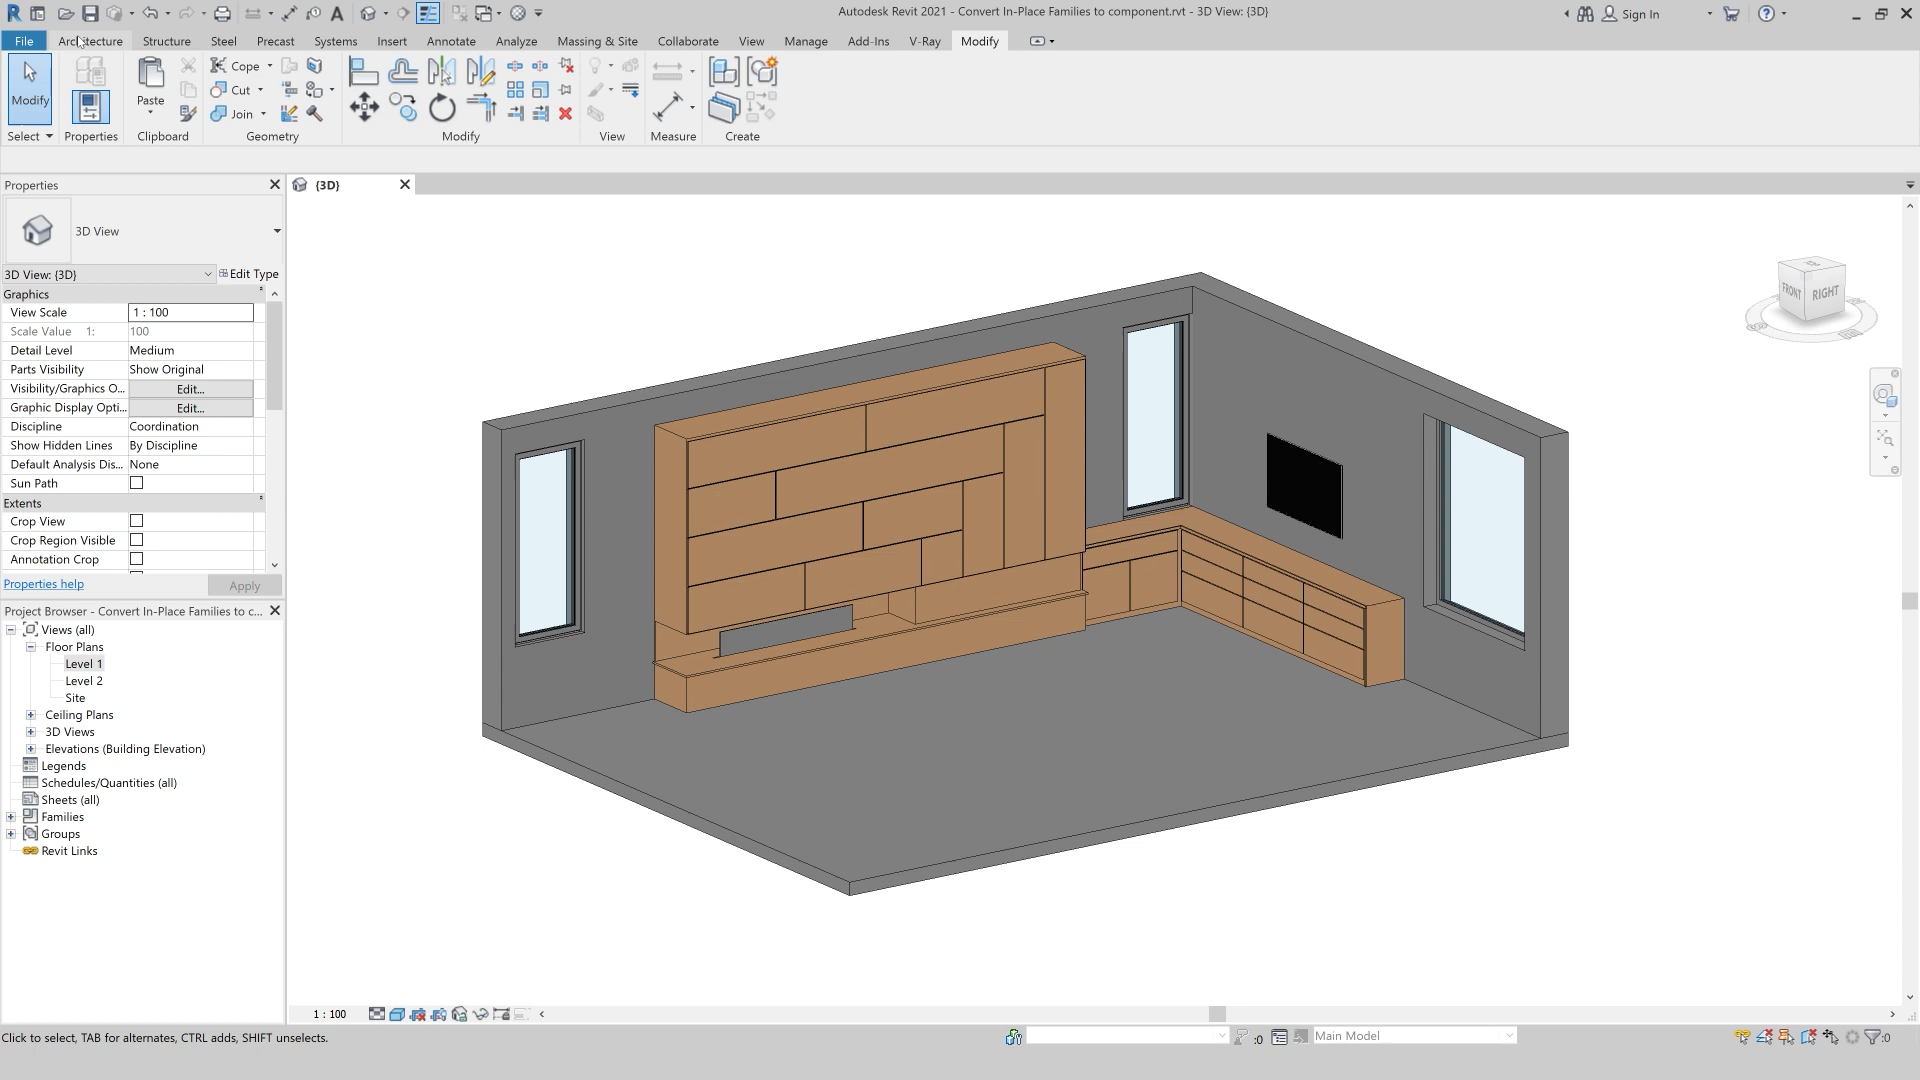 Autodesk Revit 2021 - Convert In-Place Families to component.rvt - 3D View: {3D}
Sign In
File Architecture Structure Steel Precast Systems Insert Annotate Analyze Massing & Site Collaborate View Manage Add-Ins V-Ray Modify
Modify
Paste
Cope
Cut
Join
Select Properties Clipboard Geometry Modify View Measure Create
Properties
{3D}
3D View
3D View: {3D}
Edit Type
Graphics
View Scale 1 : 100
Scale Value 1: 100
Detail Level Medium
Parts Visibility Show Original
Visibility/Graphics O... Edit...
Graphic Display Opti... Edit...
Discipline Coordination
Show Hidden Lines By Discipline
Default Analysis Dis... None
Sun Path
Extents
Crop View
Crop Region Visible
Annotation Crop
Properties help
Apply
Project Browser - Convert In-Place Families to c...
Views (all)
Floor Plans
Level 1
Level 2
Site
Ceiling Plans
3D Views
Elevations (Building Elevation)
Legends
Schedules/Quantities (all)
Sheets (all)
Families
Groups
Revit Links
TOP
FRONT
RIGHT
1 : 100
Click to select, TAB for alternates, CTRL adds, SHIFT unselects.
:0
Main Model
:0